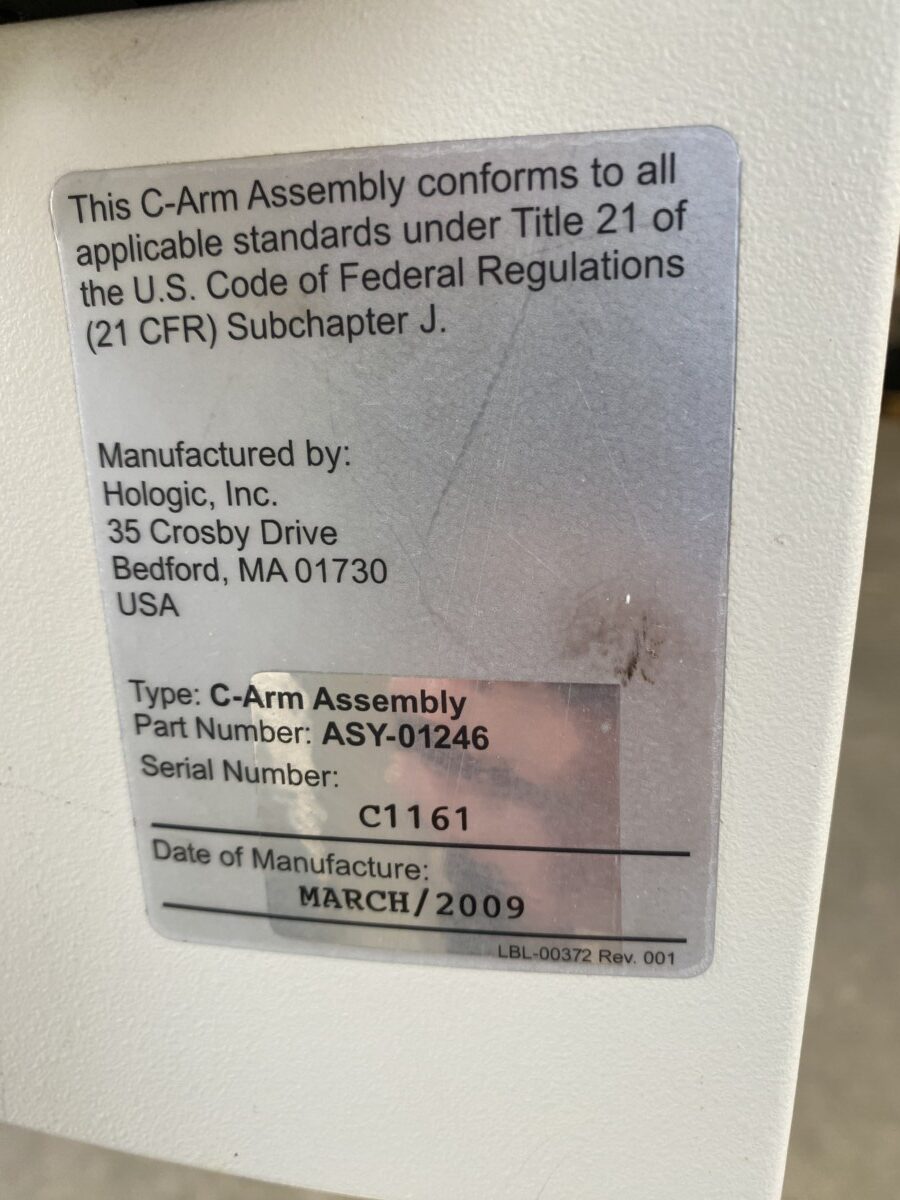 This C-Arm Assembly conforms to all
applicable standards under Title 21 of
the U.S. Code of Federal Regulations
(21 CFR) Subchapter J.
Manufactured by:
Hologic, Inc.
35 Crosby Drive
Bedford, MA 01730
USA
Type: C-Arm Assembly
Part Number: ASY-01246
Serial Number:
C1161
Date of Manufacture:
MARCH/2009
LBL-00372 Rev. 001